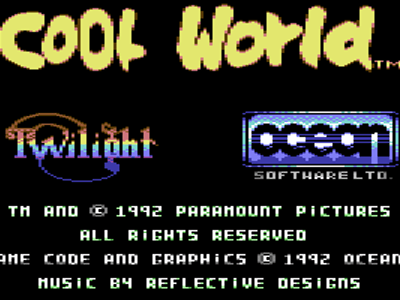 Cool World TM
Twilight
ocean
SOFTWARE LTD.
TM AND © 1992 PARAMOUNT PICTURES
ALL RIGHTS RESERVED
AME CODE AND GRAPHICS © 1992 OCEAN
MUSIC BY REFLECTIVE DESIGNS